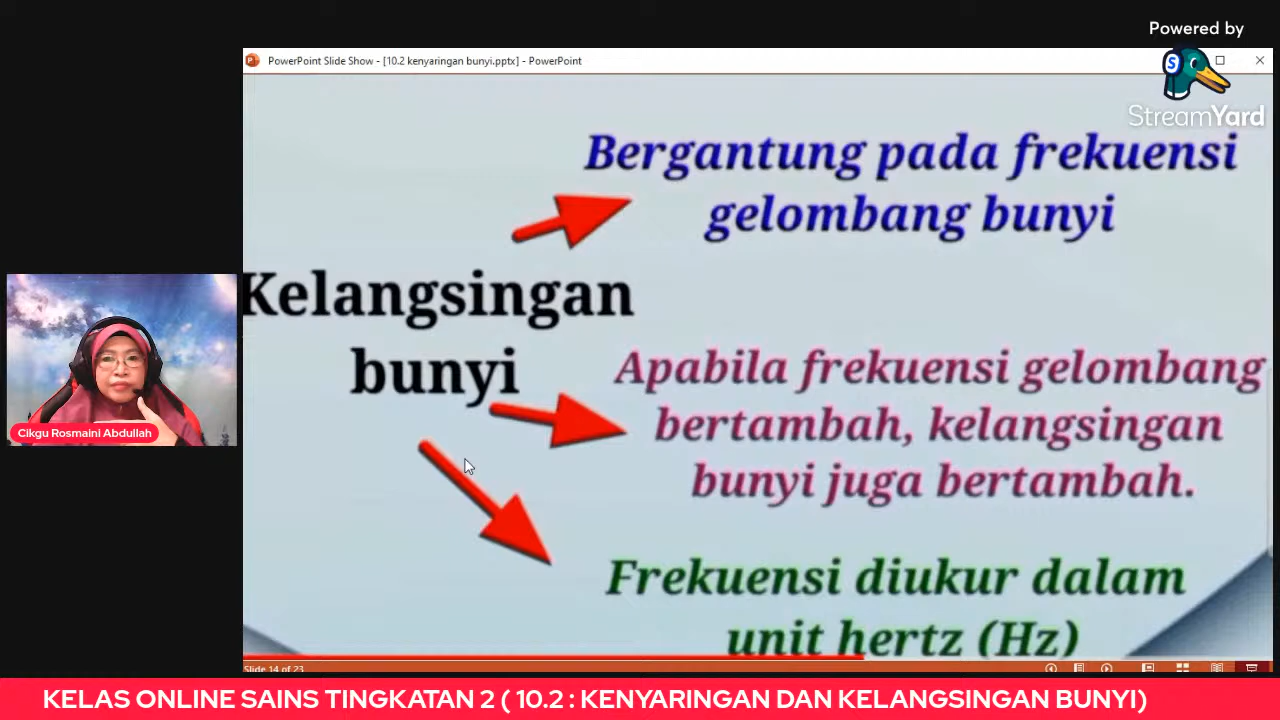 Powered by
PowerPoint Slide Show - [10.2 kenyaringan bunyi.pptx] - PowerPoint
StreamYard
Bergantung pada frekuensi
gelombang bunyi
Kelangsingan
bunyi
Apabila frekuensi gelombang
bertambah, kelangsingan
bunyi juga bertambah.
Frekuensi diukur dalam
unit hertz (Hz)
Cikgu Rosmaini Abdullah
Slide 14 of 23
KELAS ONLINE SAINS TINGKATAN 2 ( 10.2 : KENYARINGAN DAN KELANGSINGAN BUNYI)